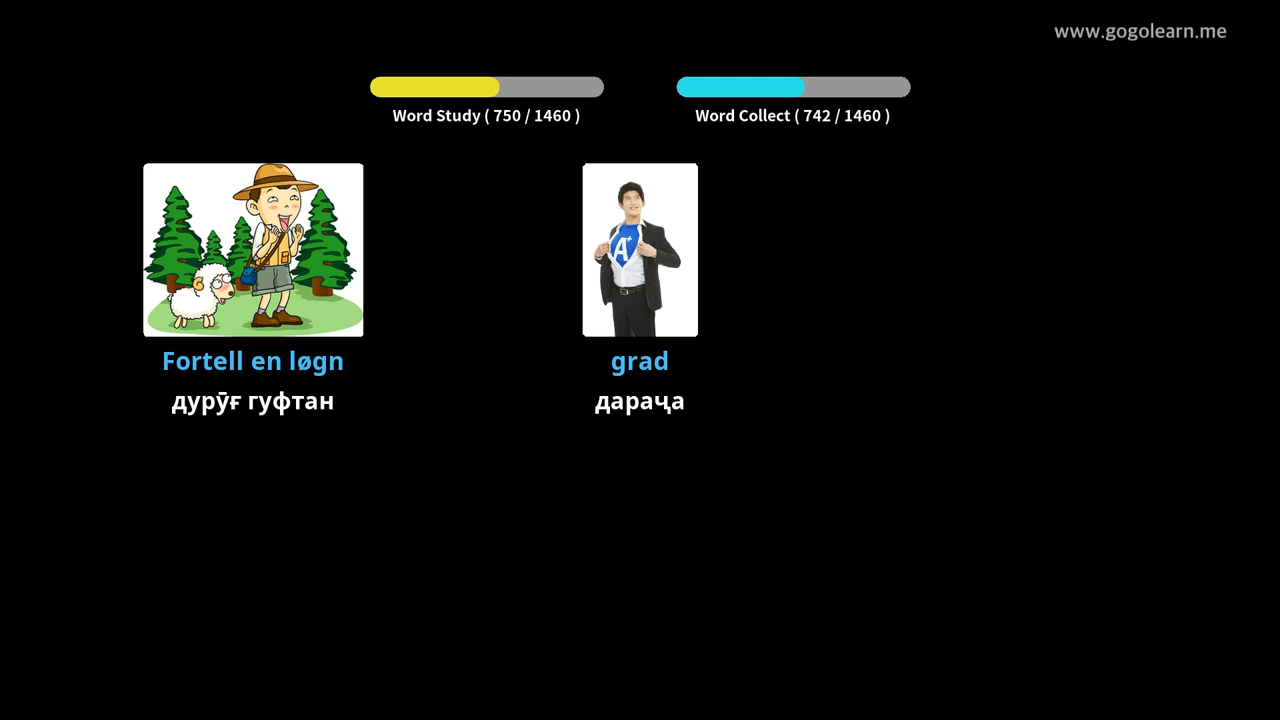 www.gogolearn.me
Word Study ( 750 / 1460 )
Word Collect ( 742 / 1460 )
A+
Fortell en løgn
grad
дурӯғ гуфтан
дараҷа